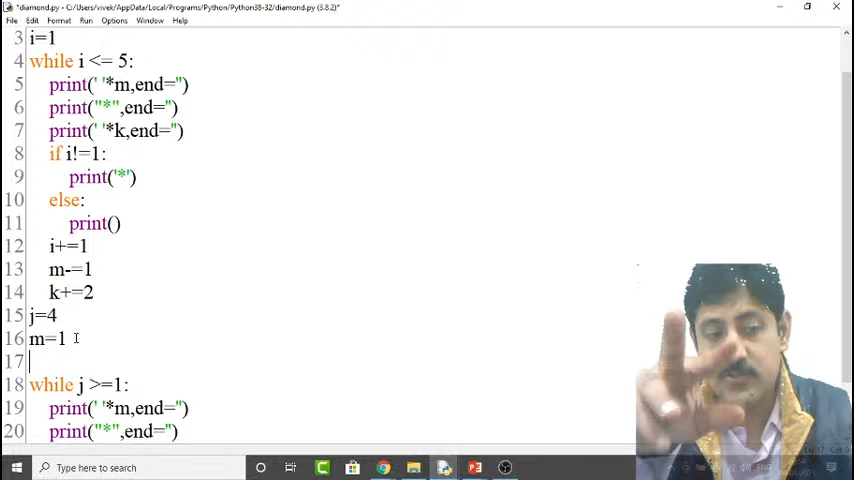 *diamond.py - C:/Users/vivek/AppData/Local/Programs/Python/Python38-32/diamond.py (3.8.2)*
File Edit Format Run Options Window Help
3 i=1
4 while i <= 5:
5 print(' '*m,end='')
6 print("*",end='')
7 print(' '*k,end='')
8 if i!=1:
9 print('*')
10 else:
11 print()
12 i+=1
13 m-=1
14 k+=2
15 j=4
16 m=1
17
18 while j >=1:
19 print(' '*m,end='')
20 print("*",end='')
Type here to search